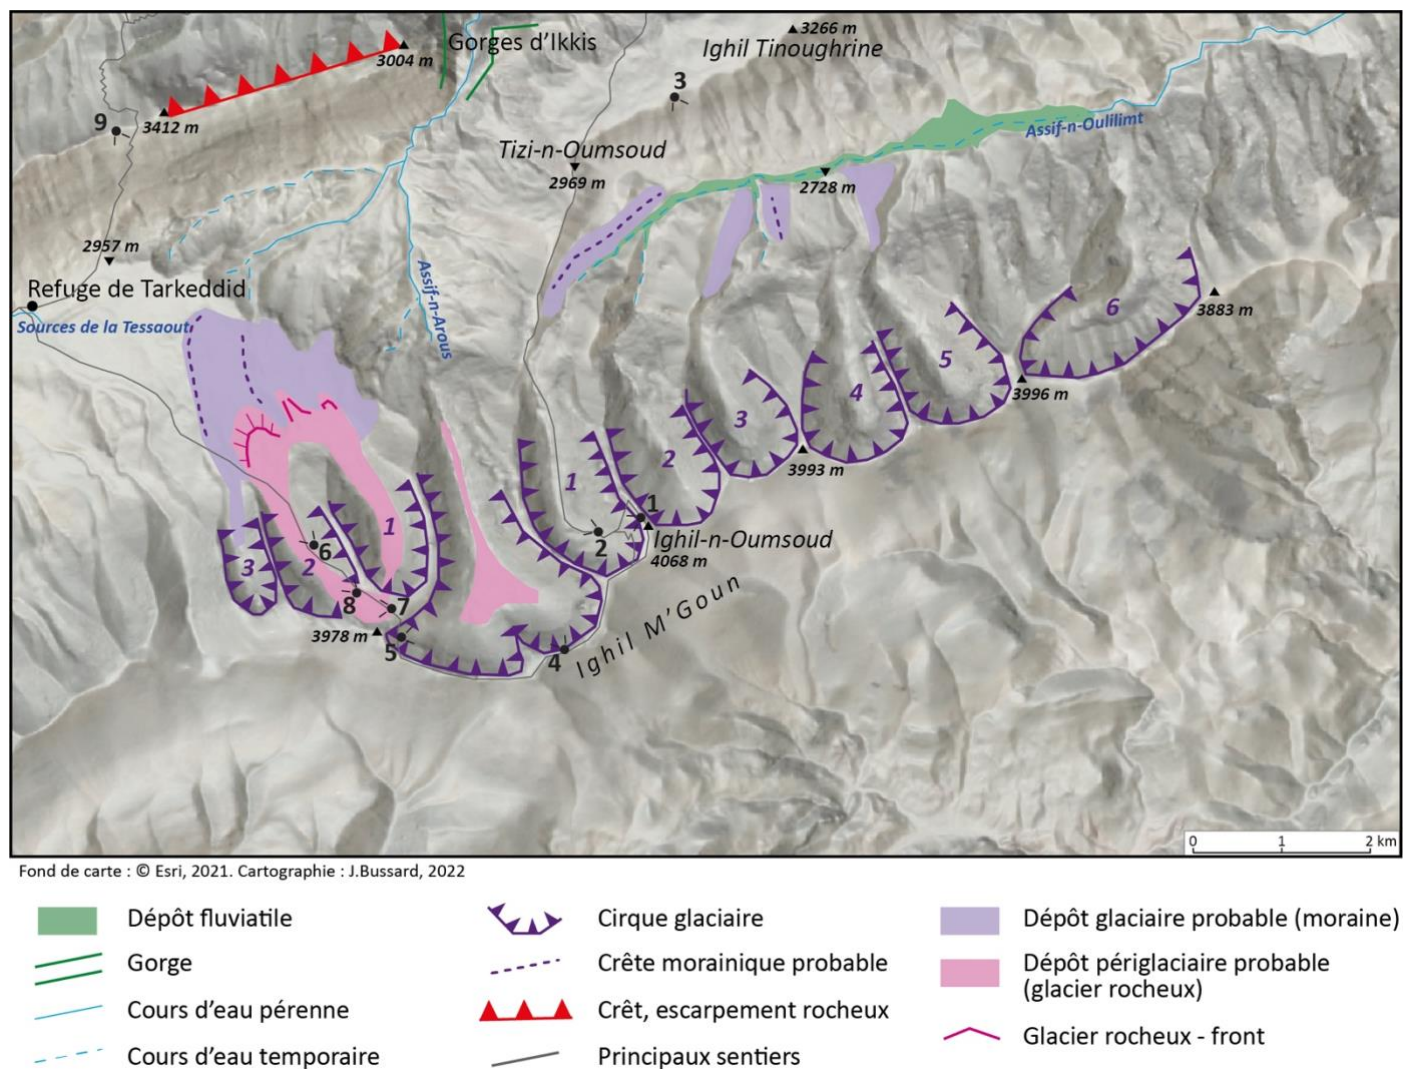 3266 m
Gorges d'Ikkis
Ighil Tinoughrine
3004 m
3
9
3412 m
Assif-n-Oulilimt
Tizi-n-Oumsoud
2969 m
2728 m
2957 m
Refuge de Tarkeddid
Sources de la Tessaout
Assif-n-Arous
6
3883 m
5
3996 m
4
3
3993 m
2
1
1
Ighil-n-Oumsoud
4068 m
2
1
6
3
2
8
7
3978 m
5
4
Ighil M'Goun
0 1 2 km
Fond de carte : © Esri, 2021. Cartographie : J.Bussard, 2022
Dépôt fluviatile
Gorge
Cours d'eau pérenne
Cours d'eau temporaire
Cirque glaciaire
Crête morainique probable
Crêt, escarpement rocheux
Principaux sentiers
Dépôt glaciaire probable (moraine)
Dépôt périglaciaire probable
(glacier rocheux)
Glacier rocheux - front